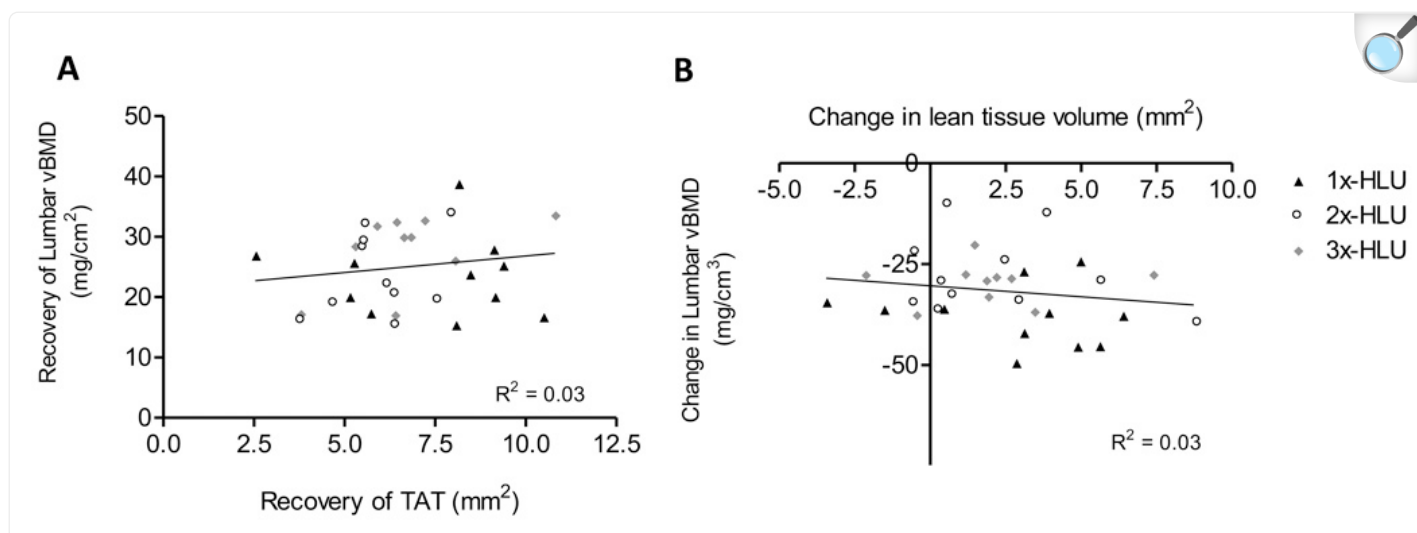 A
Recovery of Lumbar vBMD
(mg/cm²)
50
40
30
20
10
0
0.0 2.5 5.0 7.5 10.0 12.5
R² = 0.03
Recovery of TAT (mm²)
B
Change in lean tissue volume (mm²)
Change in Lumbar vBMD
(mg/cm³)
-5.0 -2.5 2.5 5.0 7.5 10.0
0
-25
-50
R² = 0.03
1x-HLU
2x-HLU
3x-HLU